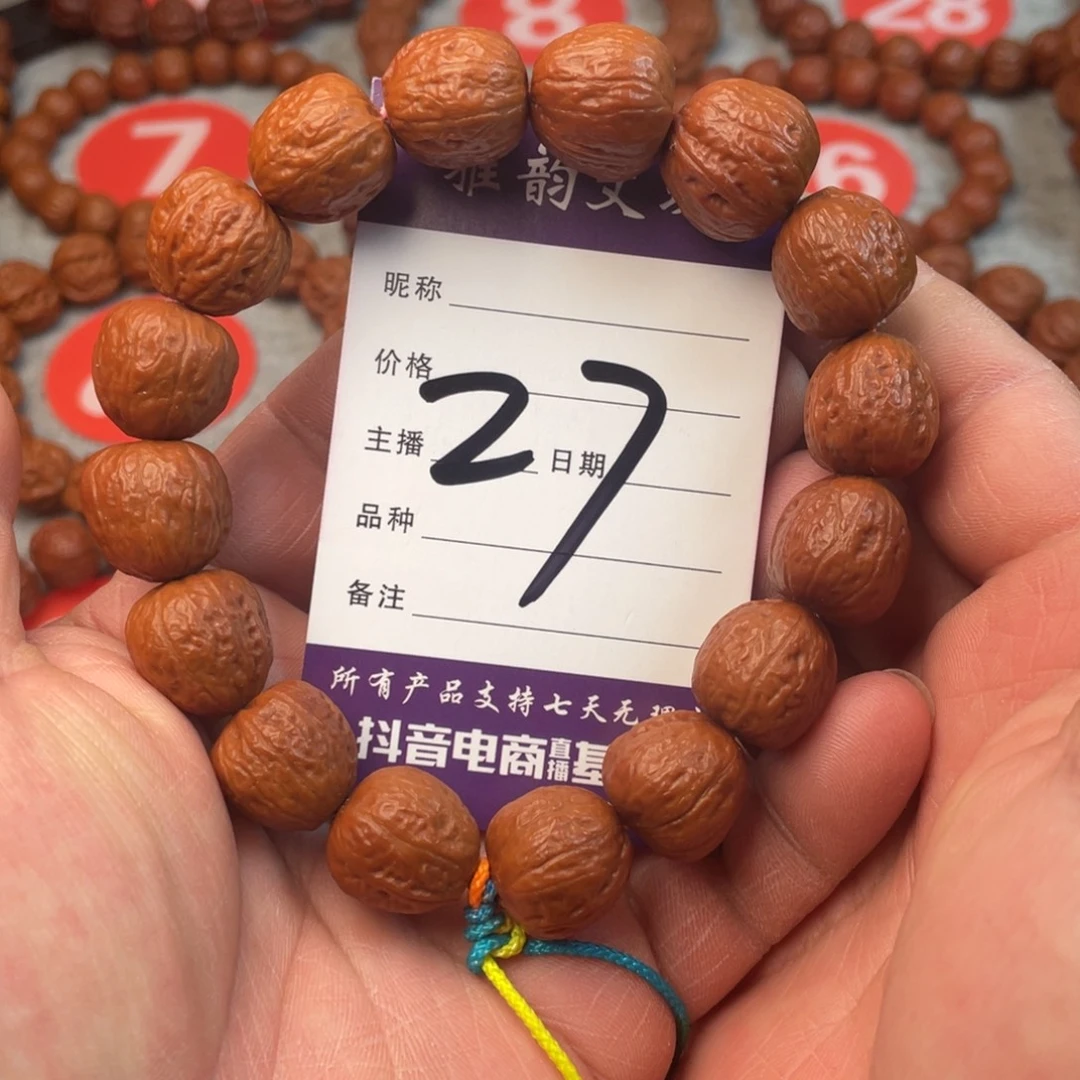 8
28
7
6
雅韵文
昵称
价格
27
主播 日期
品种
备注
所有产品支持七天无理
抖音电商直播基